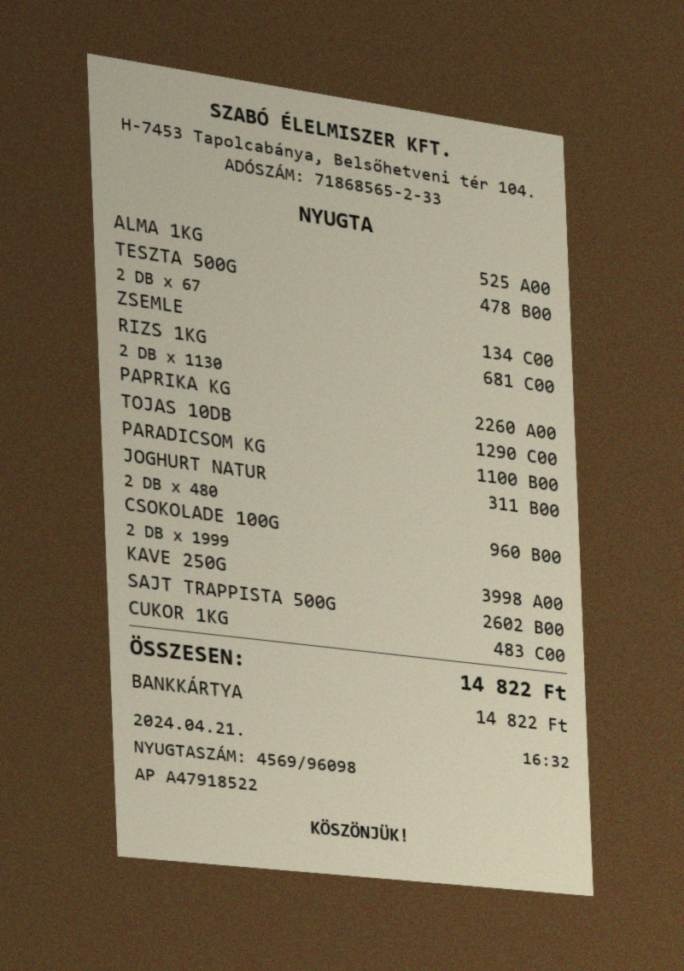 SZABÓ ÉLELMISZER KFT.
H-7453 Tapolcabánya, Belsőhetveni tér 104.
ADÓSZÁM: 71868565-2-33
NYUGTA
ALMA 1KG 525 A00
TESZTA 500G 478 B00
2 DB x 67
ZSEMLE 134 C00
RIZS 1KG 681 C00
2 DB x 1130
PAPRIKA KG 2260 A00
TOJAS 10DB 1290 C00
PARADICSOM KG 1100 B00
JOGHURT NATUR 311 B00
2 DB x 480
CSOKOLADE 100G 960 B00
2 DB x 1999
KAVE 250G 3998 A00
SAJT TRAPPISTA 500G 2602 B00
CUKOR 1KG 483 C00
ÖSSZESEN: 14 822 Ft
BANKKÁRTYA 14 822 Ft
2024.04.21. 16:32
NYUGTASZÁM: 4569/96098
AP A47918522
KÖSZÖNJÜK!